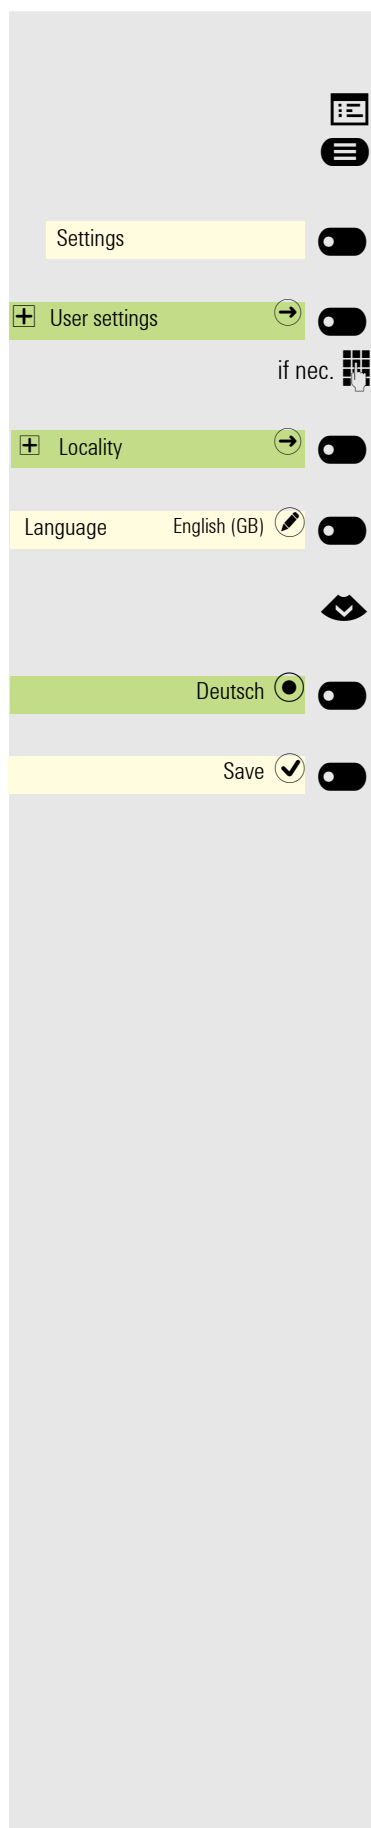 Settings
User settings
if nec.
Locality
Language English (GB)
Deutsch
Save